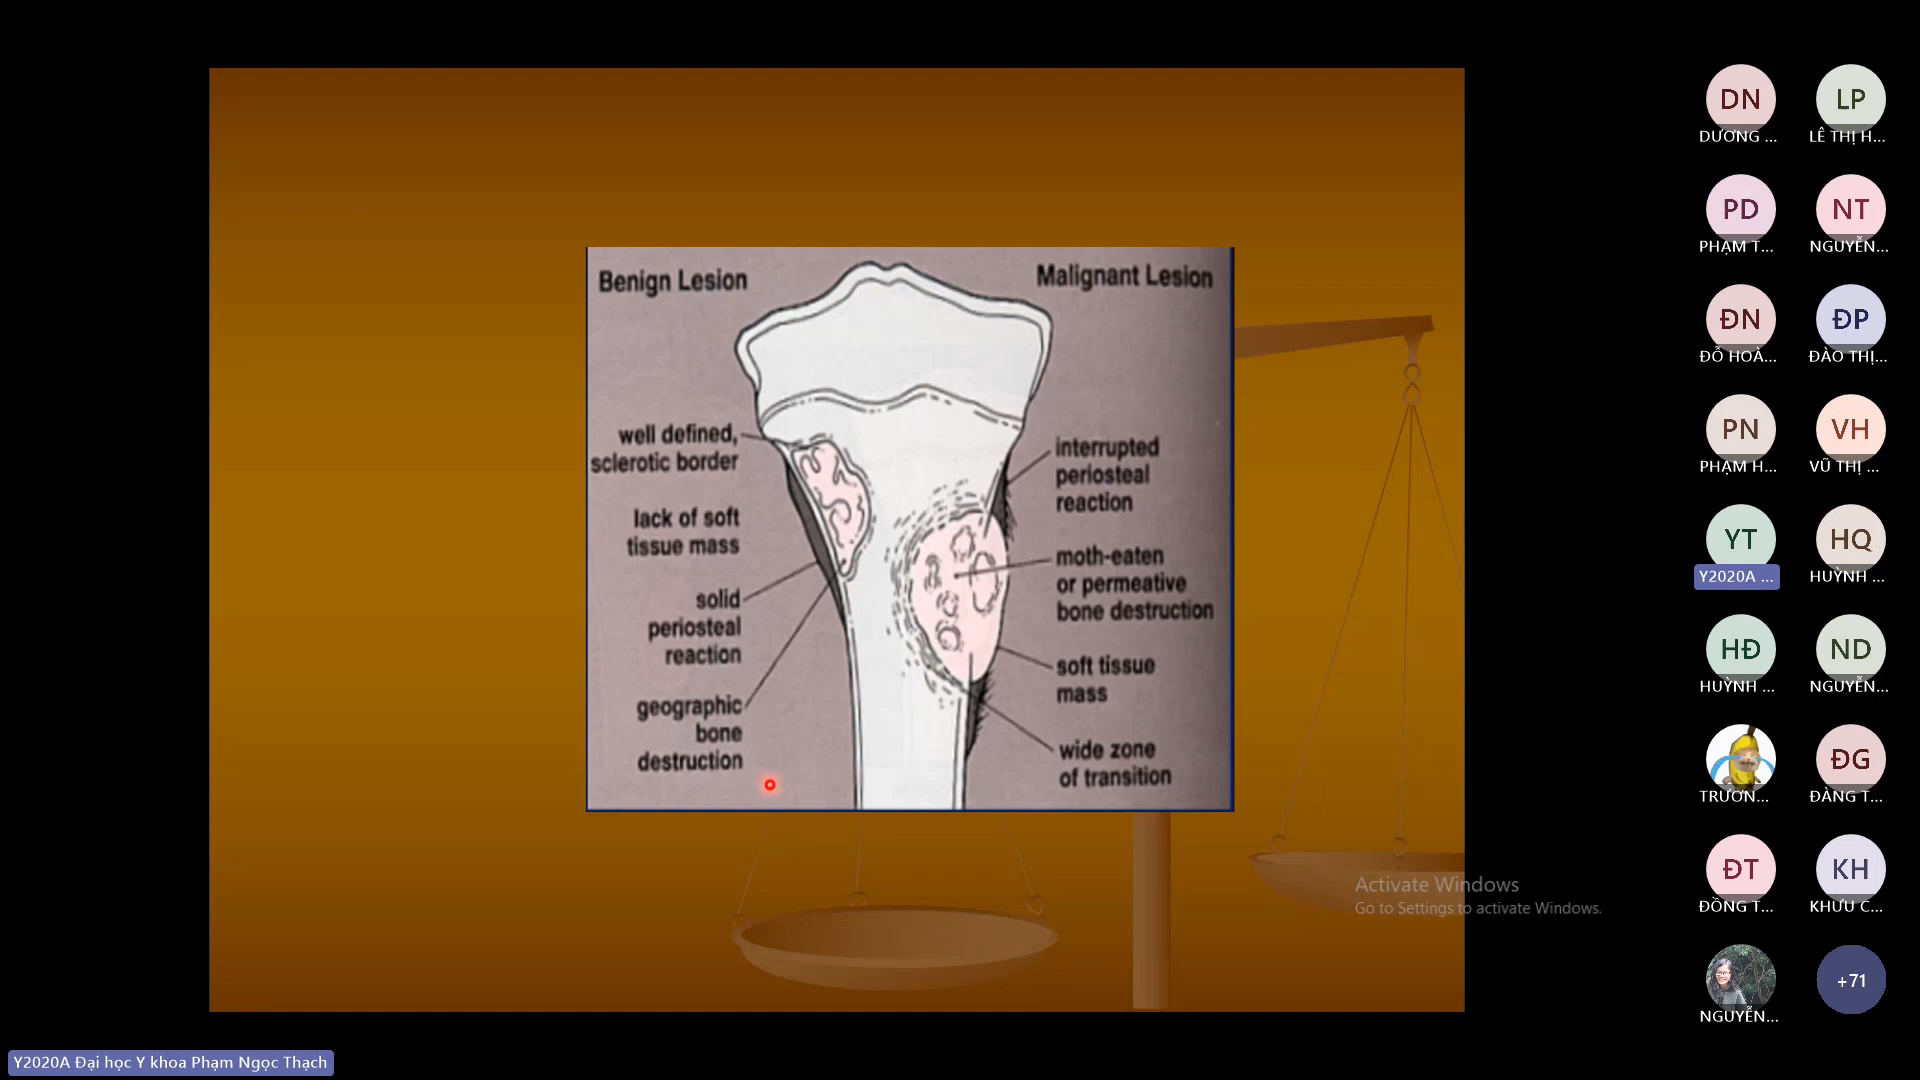 Benign Lesion
Malignant Lesion
well defined,
sclerotic border
lack of soft
tissue mass
solid
periosteal
reaction
geographic
bone
destruction
interrupted
periosteal
reaction
moth-eaten
or permeative
bone destruction
soft tissue
mass
wide zone
of transition
Activate Windows
Go to Settings to activate Windows.
DN
LP
DƯƠNG ...
LÊ THỊ H...
PD
NT
PHẠM T...
NGUYỄN...
ĐN
ĐP
ĐỖ HOÀ...
ĐÀO THỊ...
PN
VH
PHẠM H...
VŨ THỊ ...
YT
HQ
Y2020A ...
HUỲNH ...
HĐ
ND
HUỲNH ...
NGUYỄN...
ĐG
TRƯƠN...
ĐÀNG T...
ĐT
KH
ĐỒNG T...
KHƯU C...
+71
NGUYỄN...
Y2020A Đại học Y khoa Phạm Ngọc Thạch